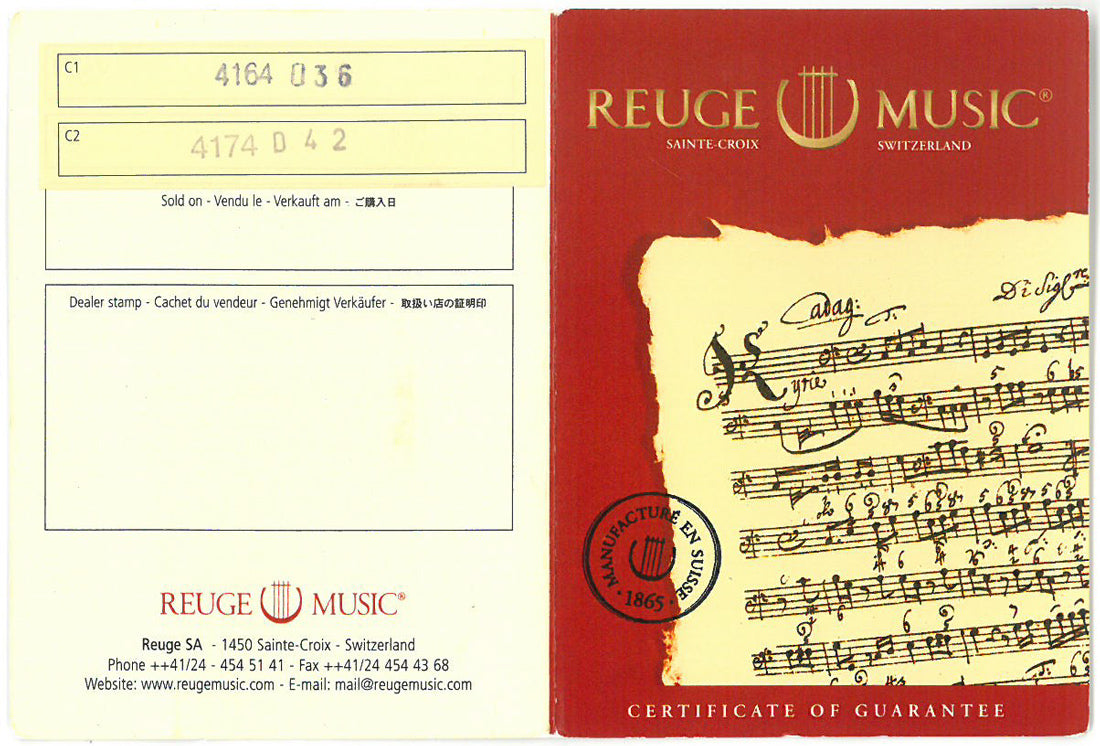 C1
4164 D36
C2
4174 D 42
Sold on - Vendu le - Verkauft am - ご購入日
Dealer stamp - Cachet du vendeur - Genehmigt Verkäufer - 取扱い店の証明印
REUGE MUSIC®
Reuge SA - 1450 Sainte-Croix - Switzerland
Phone ++41/24 - 454 51 41 - Fax ++41/24 454 43 68
Website: www.reugemusic.com - E-mail: mail@reugemusic.com
REUGE MUSIC®
SAINTE-CROIX SWITZERLAND
adag:
Kyrie
MANUFACTURÉ EN SUISSE
· 1865 ·
CERTIFICATE OF GUARANTEE